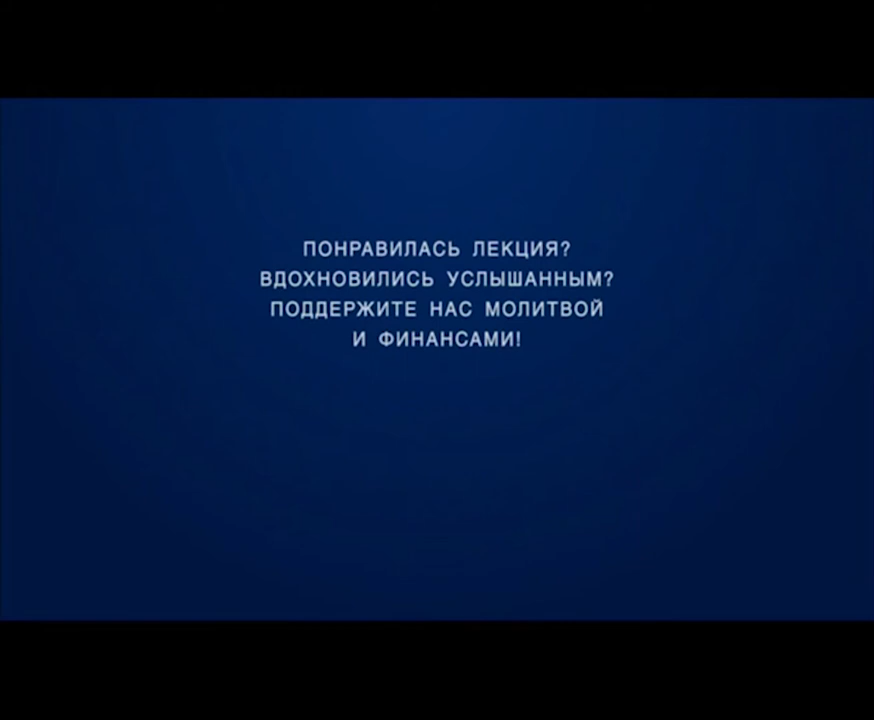 ПОНРАВИЛАСЬ ЛЕКЦИЯ?
ВДОХНОВИЛИСЬ УСЛЫШАННЫМ?
ПОДДЕРЖИТЕ НАС МОЛИТВОЙ
И ФИНАНСАМИ!